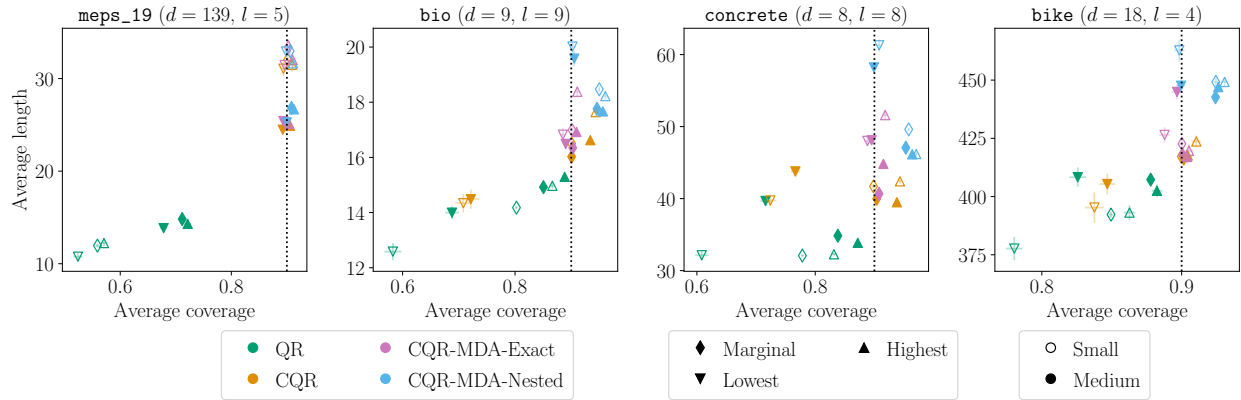 meps_19 (d = 139, l = 5)
bio (d = 9, l = 9)
concrete (d = 8, l = 8)
bike (d = 18, l = 4)
Average length
30
20
10
0.6
0.8
Average coverage
20
18
16
14
12
0.6
0.8
Average coverage
60
50
40
30
0.6
0.8
Average coverage
450
425
400
375
0.8
0.9
Average coverage
QR
CQR
CQR-MDA-Exact
CQR-MDA-Nested
Marginal
Lowest
Highest
Small
Medium